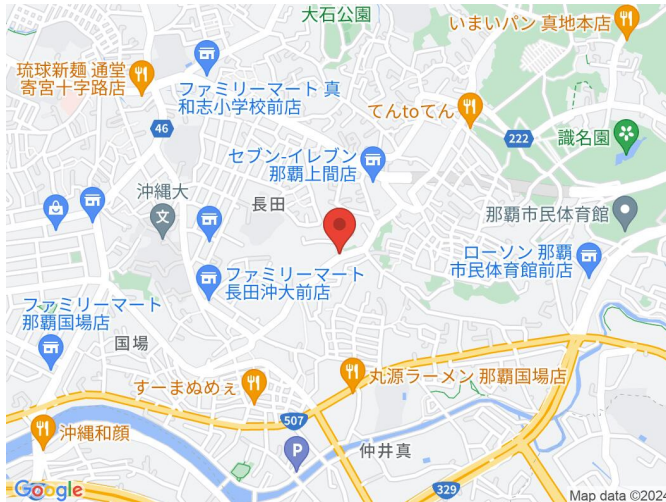 大石公園
いまいパン 真地本店
琉球新麺 通堂
寄宮十字路店
ファミリーマート 真
和志小学校前店
てんtoてん
46
222
識名園
セブン-イレブン
那覇上間店
沖縄大
長田
那覇市民体育館
ローソン 那覇
市民体育館前店
ファミリーマート
長田沖大前店
ファミリーマート
那覇国場店
国場
すーまぬめぇ
丸源ラーメン 那覇国場店
507
沖縄和顔
P
仲井真
329
Google
Map data ©2024